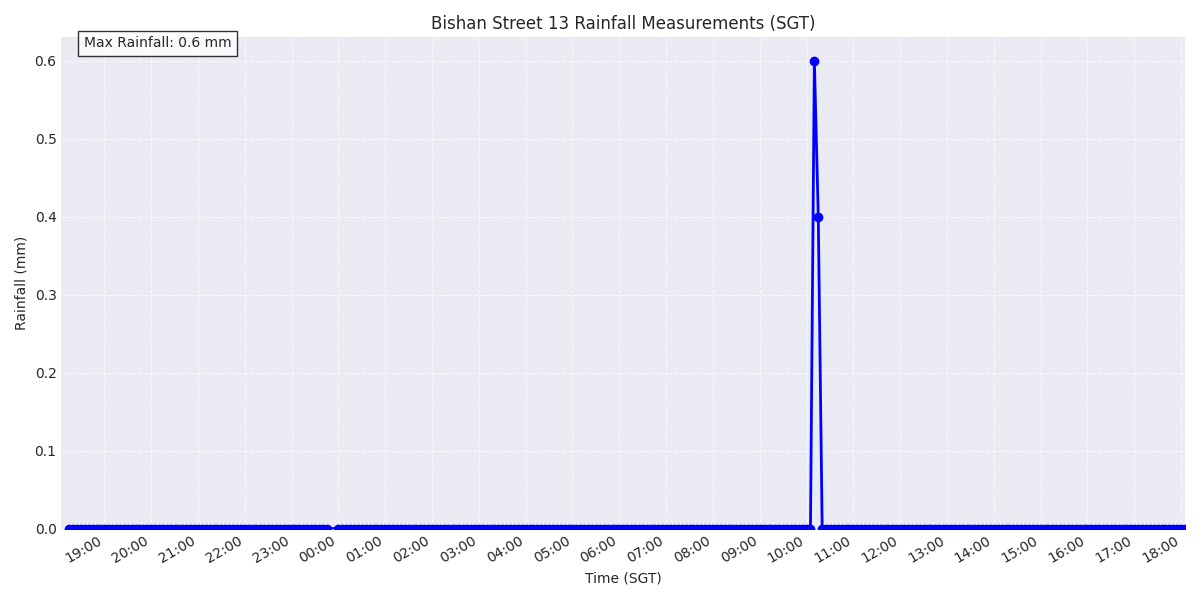 Bishan Street 13 Rainfall Measurements (SGT)
Max Rainfall: 0.6 mm
0.6
0.5
0.4
0.3
0.2
0.1
0.0
Rainfall (mm)
19:00 20:00 21:00 22:00 23:00 00:00 01:00 02:00 03:00 04:00 05:00 06:00 07:00 08:00 09:00 10:00 11:00 12:00 13:00 14:00 15:00 16:00 17:00 18:00
Time (SGT)